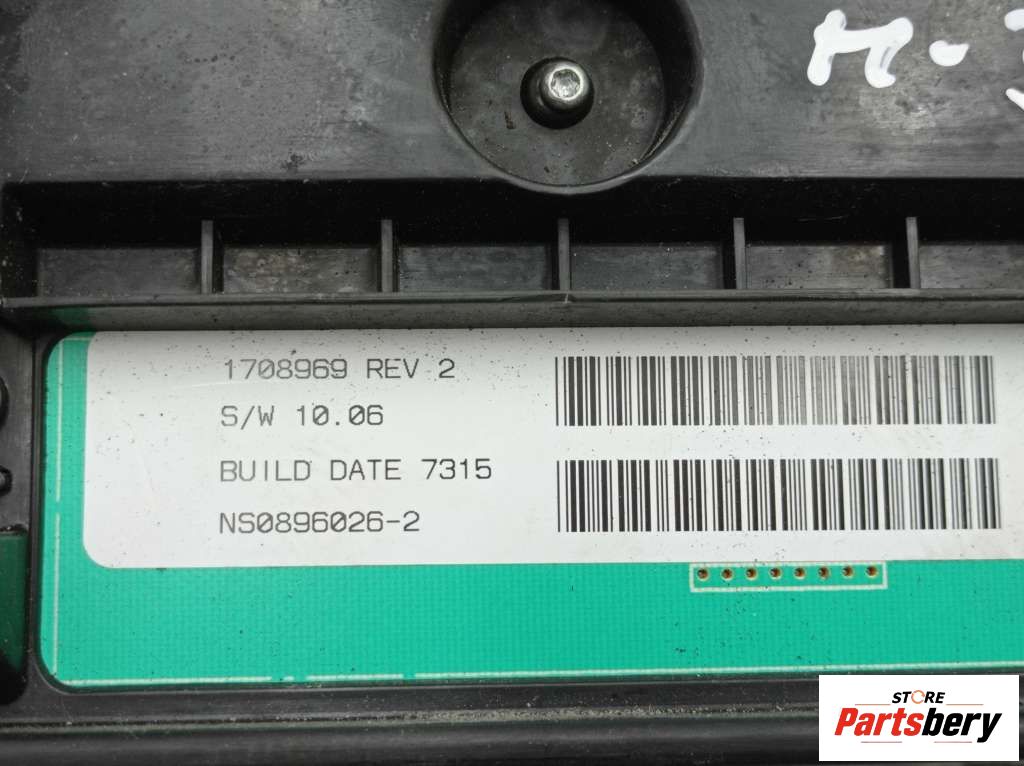 1708969 REV 2
S/W 10.06
BUILD DATE 7315
NS0896026-2
STORE
Partsbery